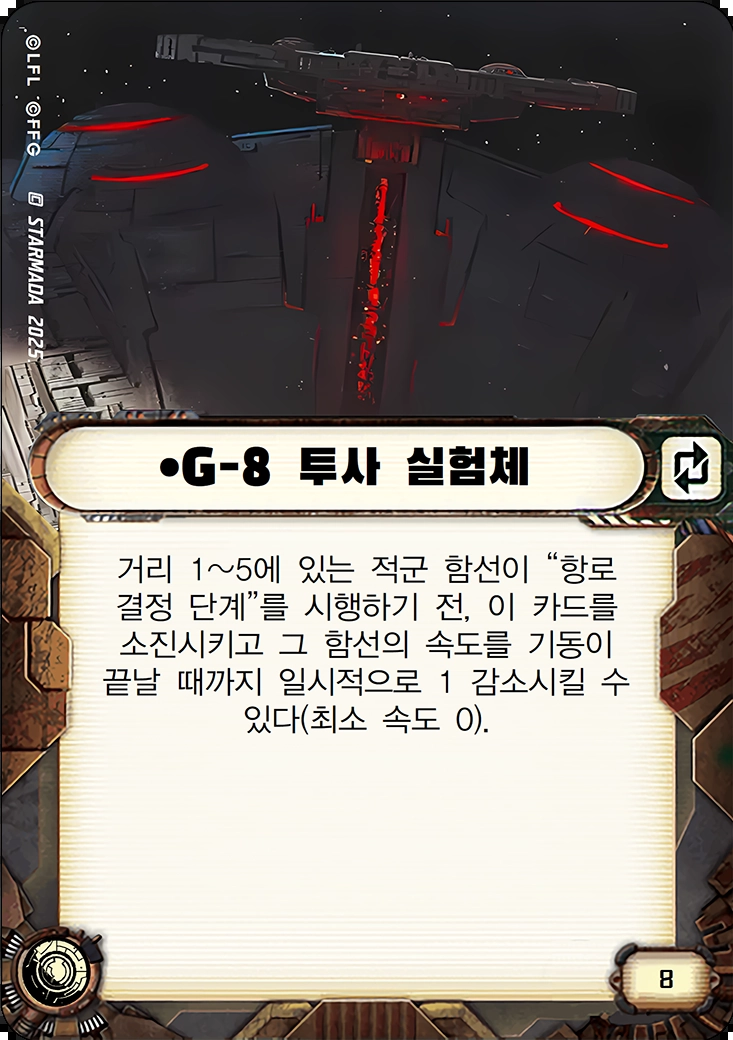 ©LFL ©FFG 🄲 STARMADA 2025
•G-8 투사 실험체
거리 1~5에 있는 적군 함선이 “항로
결정 단계”를 시행하기 전, 이 카드를
소진시키고 그 함선의 속도를 기동이
끝날 때까지 일시적으로 1 감소시킬 수
있다(최소 속도 0).
8